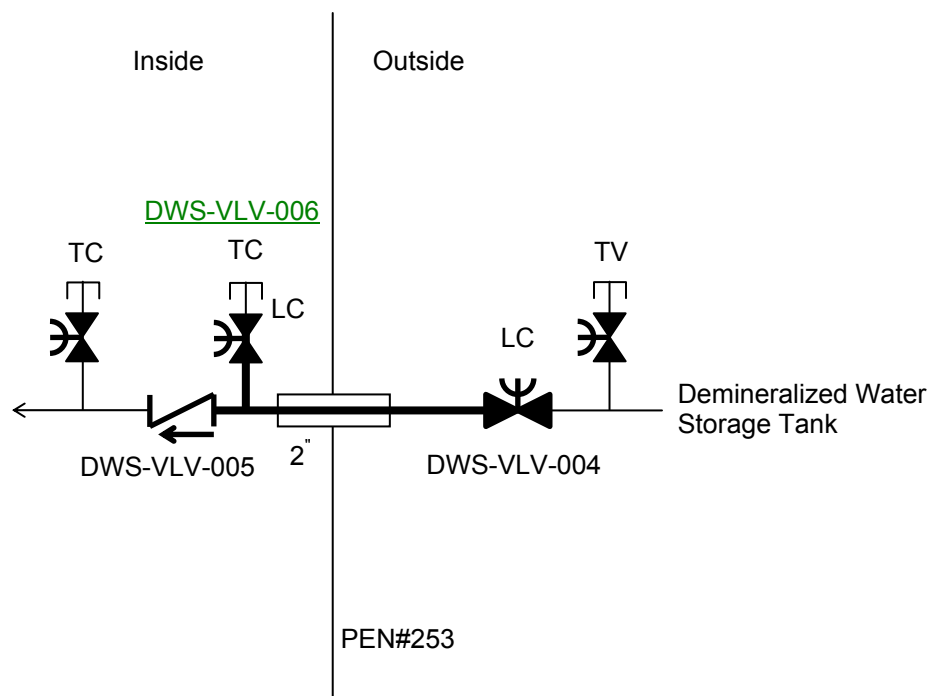 Inside
Outside
DWS-VLV-006
TC
TC
TV
LC
LC
Demineralized Water
Storage Tank
2"
DWS-VLV-005
DWS-VLV-004
PEN#253